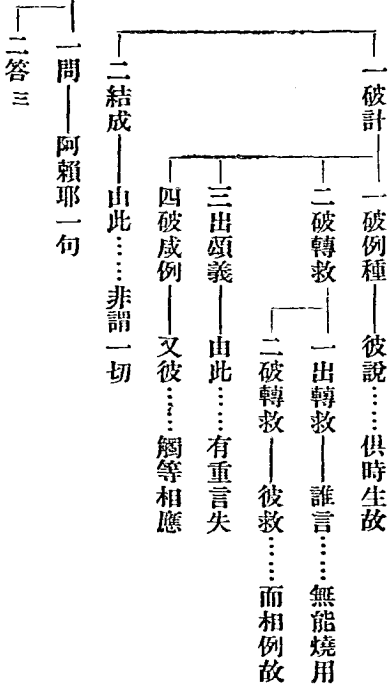 一破計
一破例種——彼說……俱時生故
二破轉救
一出轉救——誰言……無能燒用
二破轉救——彼救……而相例故
三出頌義——由此……有重言失
四破成例——又彼……觸等相應
二結成——由此……非謂一切
一問——阿賴耶一句
二答 三